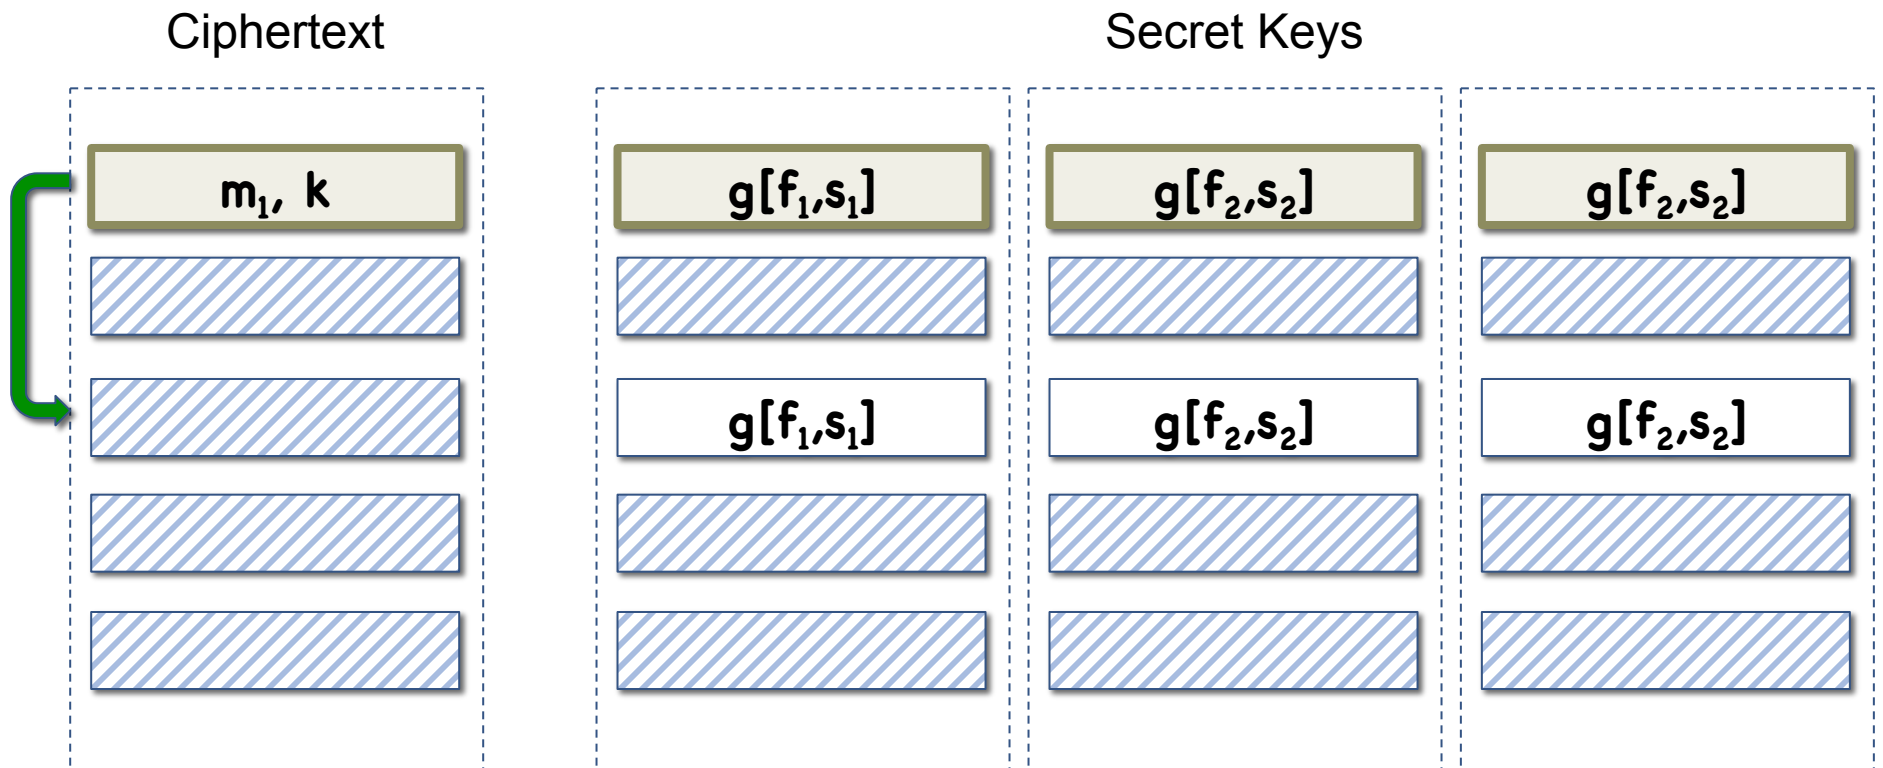 Ciphertext
Secret Keys
m₁, k
g[f₁,s₁]
g[f₂,s₂]
g[f₂,s₂]
g[f₁,s₁]
g[f₂,s₂]
g[f₂,s₂]